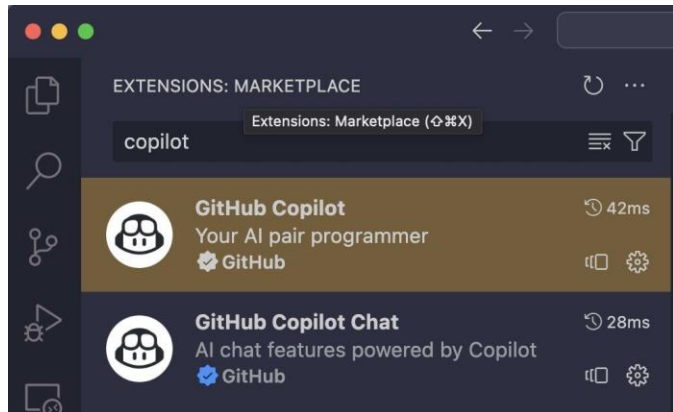 EXTENSIONS: MARKETPLACE
Extensions: Marketplace (⇧⌘X)
copilot
GitHub Copilot
42ms
Your AI pair programmer
GitHub
GitHub Copilot Chat
28ms
AI chat features powered by Copilot
GitHub